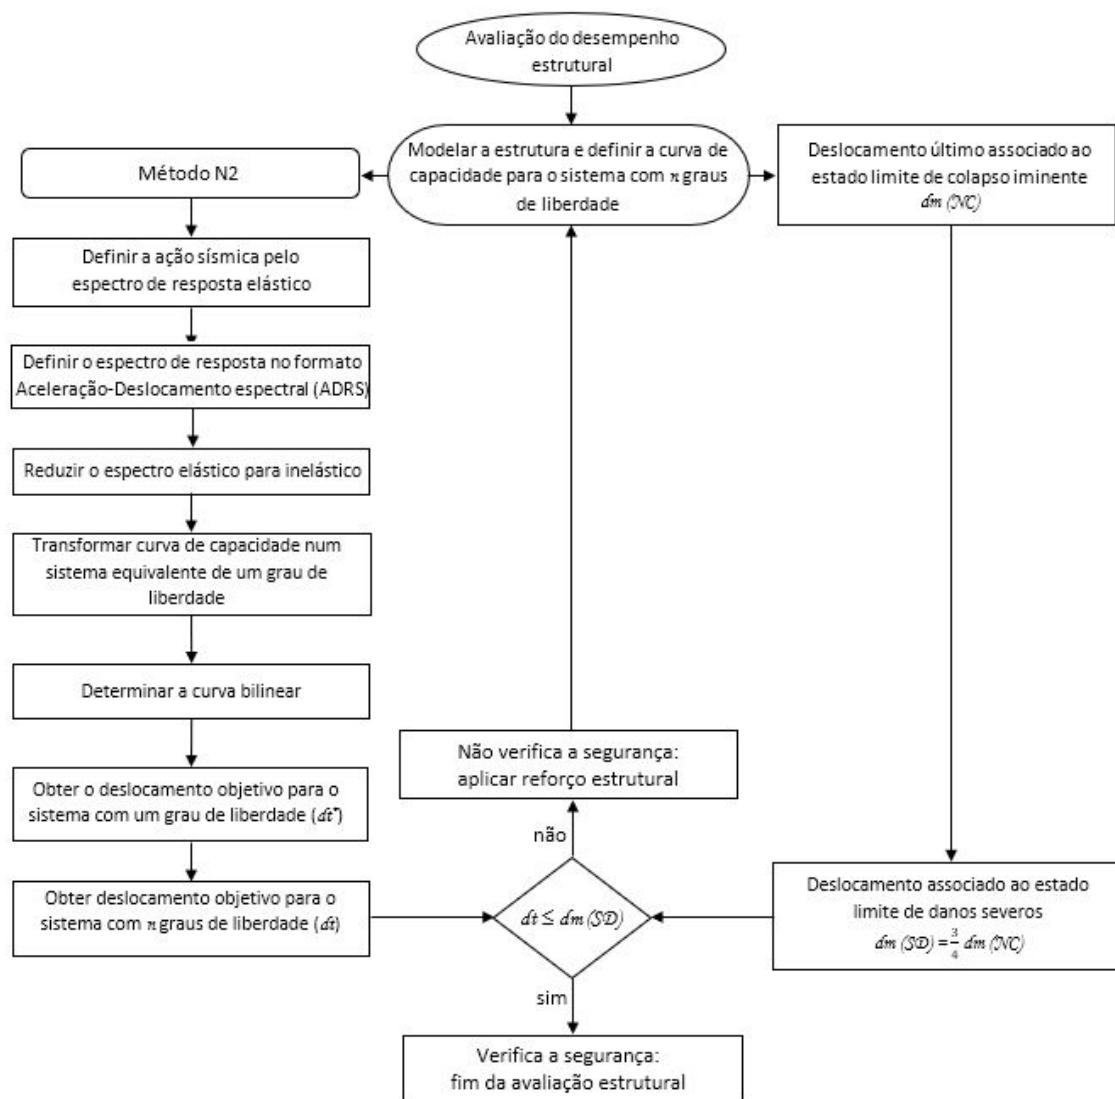 Avaliação do desempenho
estrutural
Modelar a estrutura e definir a curva de
capacidade para o sistema com n graus
de liberdade
Método N2
Deslocamento último associado ao
estado limite de colapso iminente
dm (NC)
Definir a ação sísmica pelo
espectro de resposta elástico
Definir o espectro de resposta no formato
Aceleração-Deslocamento espectral (ADRS)
Reduzir o espectro elástico para inelástico
Transformar curva de capacidade num
sistema equivalente de um grau de
liberdade
Determinar a curva bilinear
Obter o deslocamento objetivo para o
sistema com um grau de liberdade (dt*)
Obter deslocamento objetivo para o
sistema com n graus de liberdade (dt)
Não verifica a segurança:
aplicar reforço estrutural
não
dt ≤ dm (SD)
sim
Deslocamento associado ao estado
limite de danos severos
dm (SD) = 3/4 dm (NC)
Verifica a segurança:
fim da avaliação estrutural